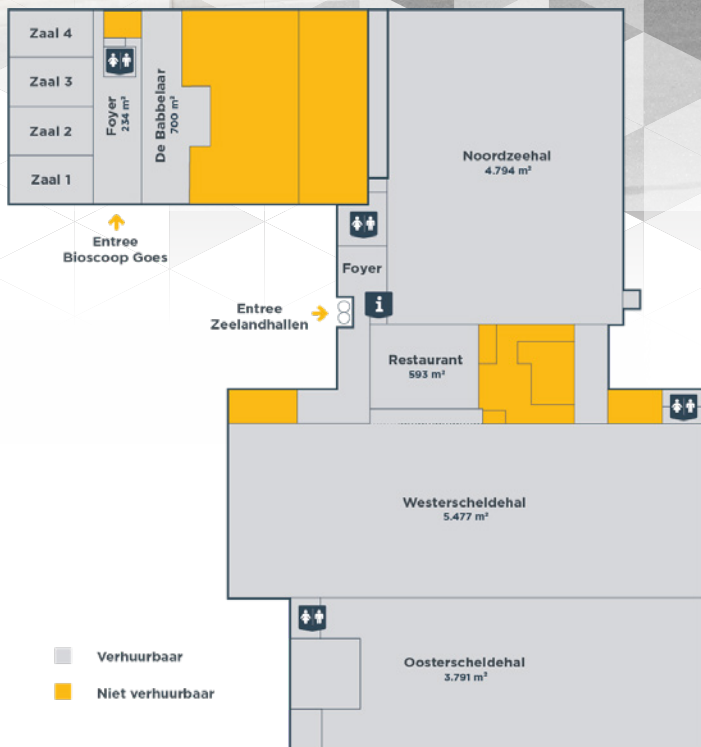 Zaal 4
Zaal 3
Zaal 2
Zaal 1
Foyer
234 m²
De Babbelaar
700 m²
Entree
Bioscoop Goes
Noordzeehal
4.794 m²
Foyer
i
Entree
Zeelandhallen
Restaurant
593 m²
Westerscheldehal
5.477 m²
Oosterscheldehal
3.791 m²
Verhuurbaar
Niet verhuurbaar